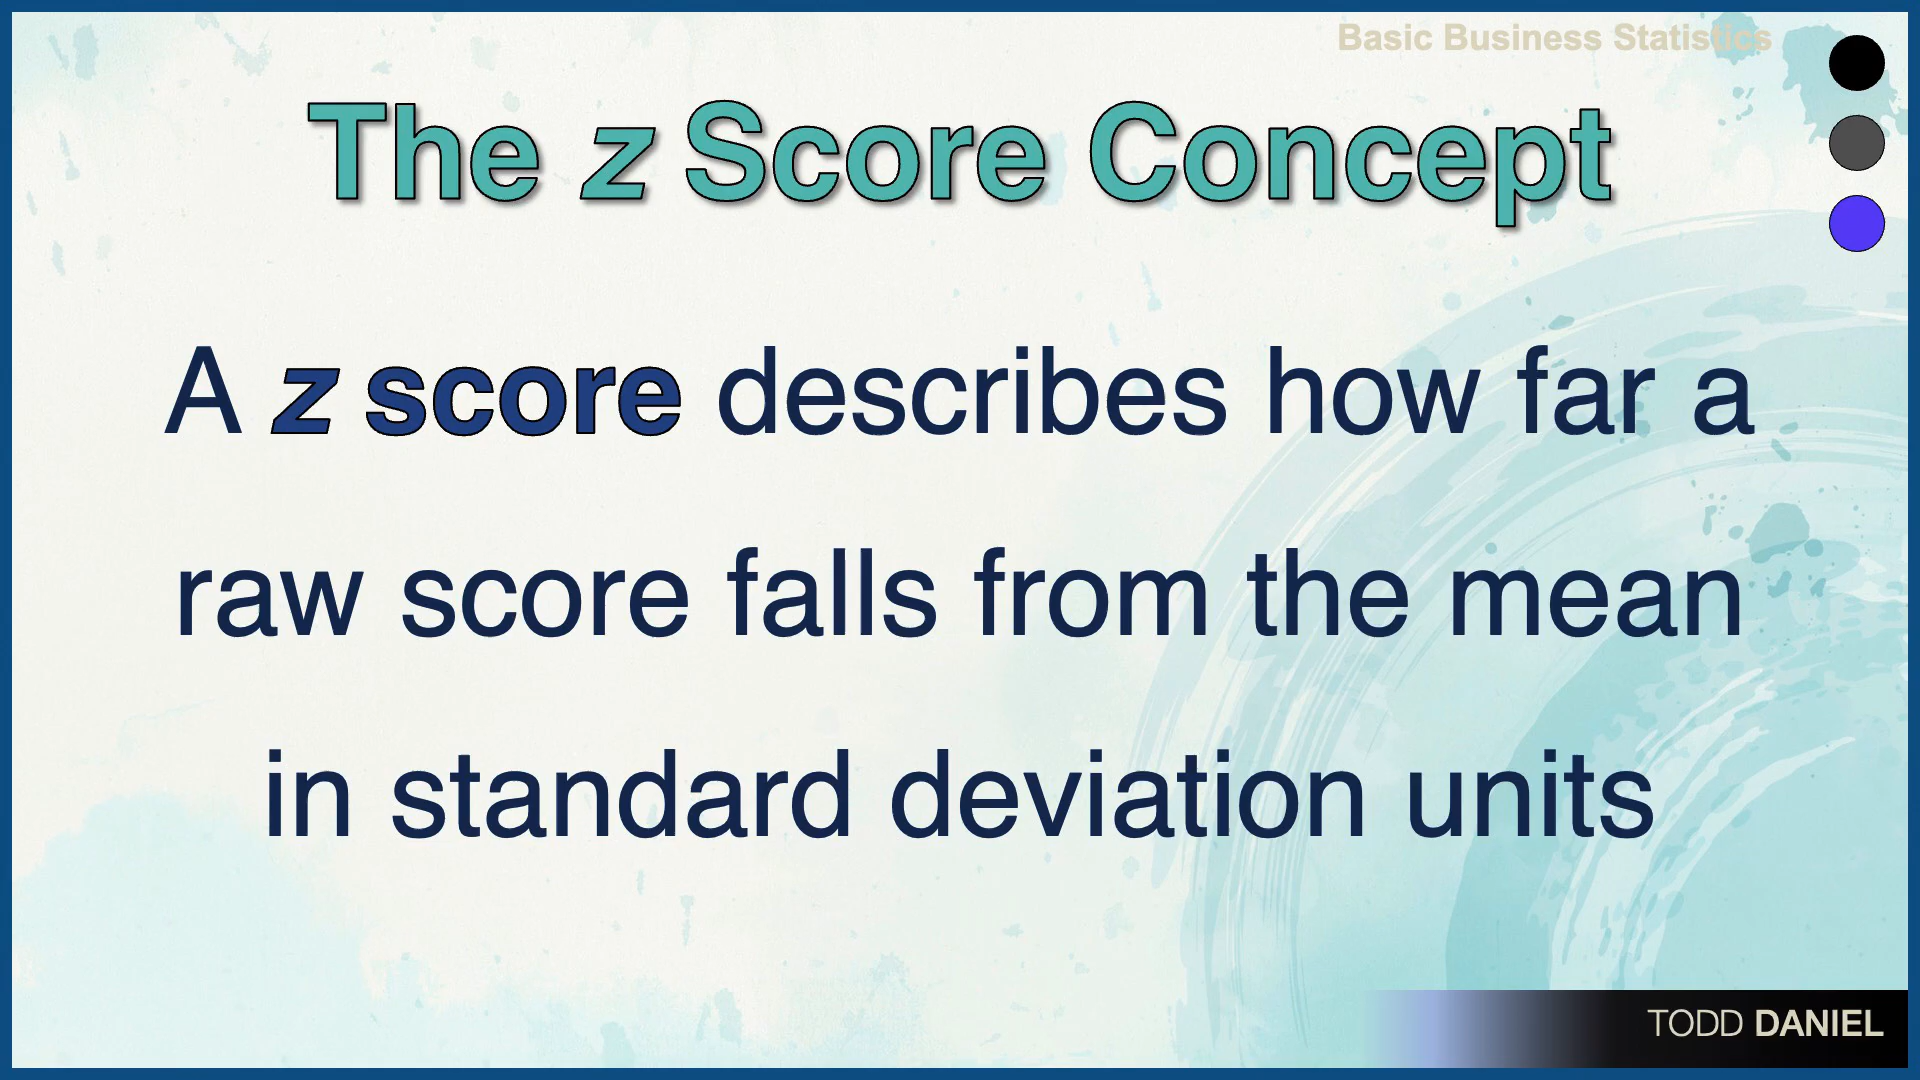 Basic Business Statistics
The z Score Concept
A z score describes how far a
raw score falls from the mean
in standard deviation units
TODD DANIEL